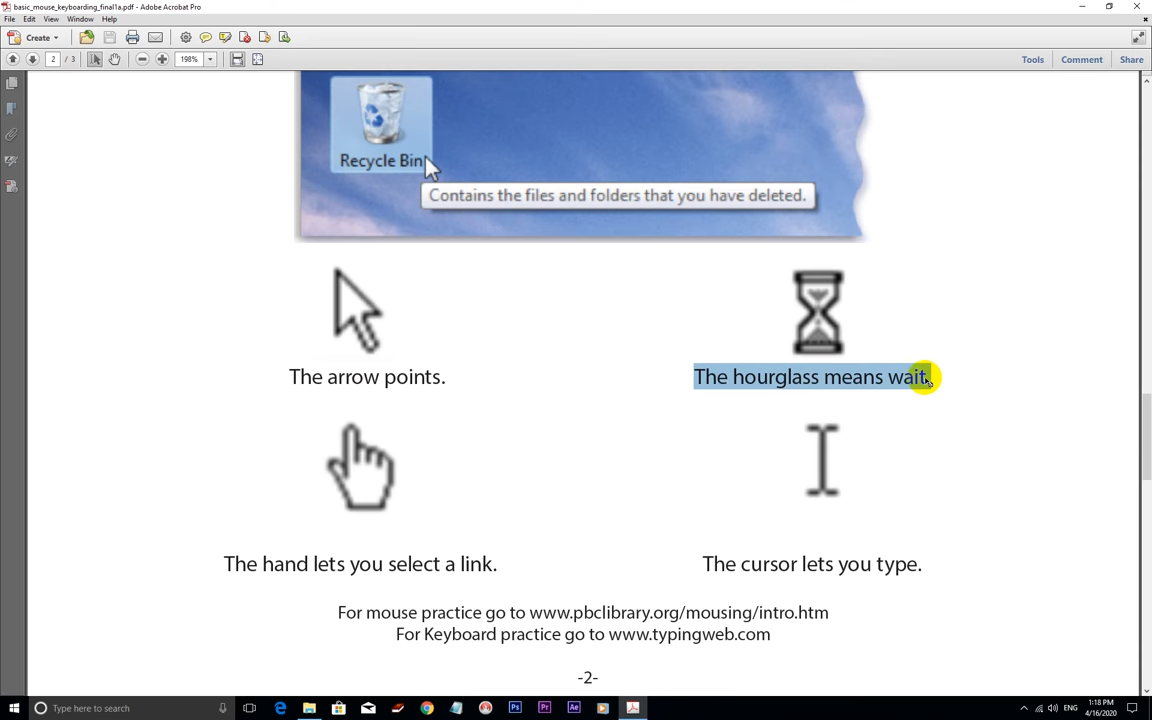 basic_mouse_keyboarding_final1a.pdf - Adobe Acrobat Pro
File Edit View Window Help
Create
2 / 3 198% Tools Comment Share
Recycle Bin
Contains the files and folders that you have deleted.
The arrow points. The hourglass means wait.
The hand lets you select a link. The cursor lets you type.
For mouse practice go to www.pbclibrary.org/mousing/intro.htm
For Keyboard practice go to www.typingweb.com
-2-
Type here to search Ps Pr Ae ENG 1:18 PM
4/16/2020